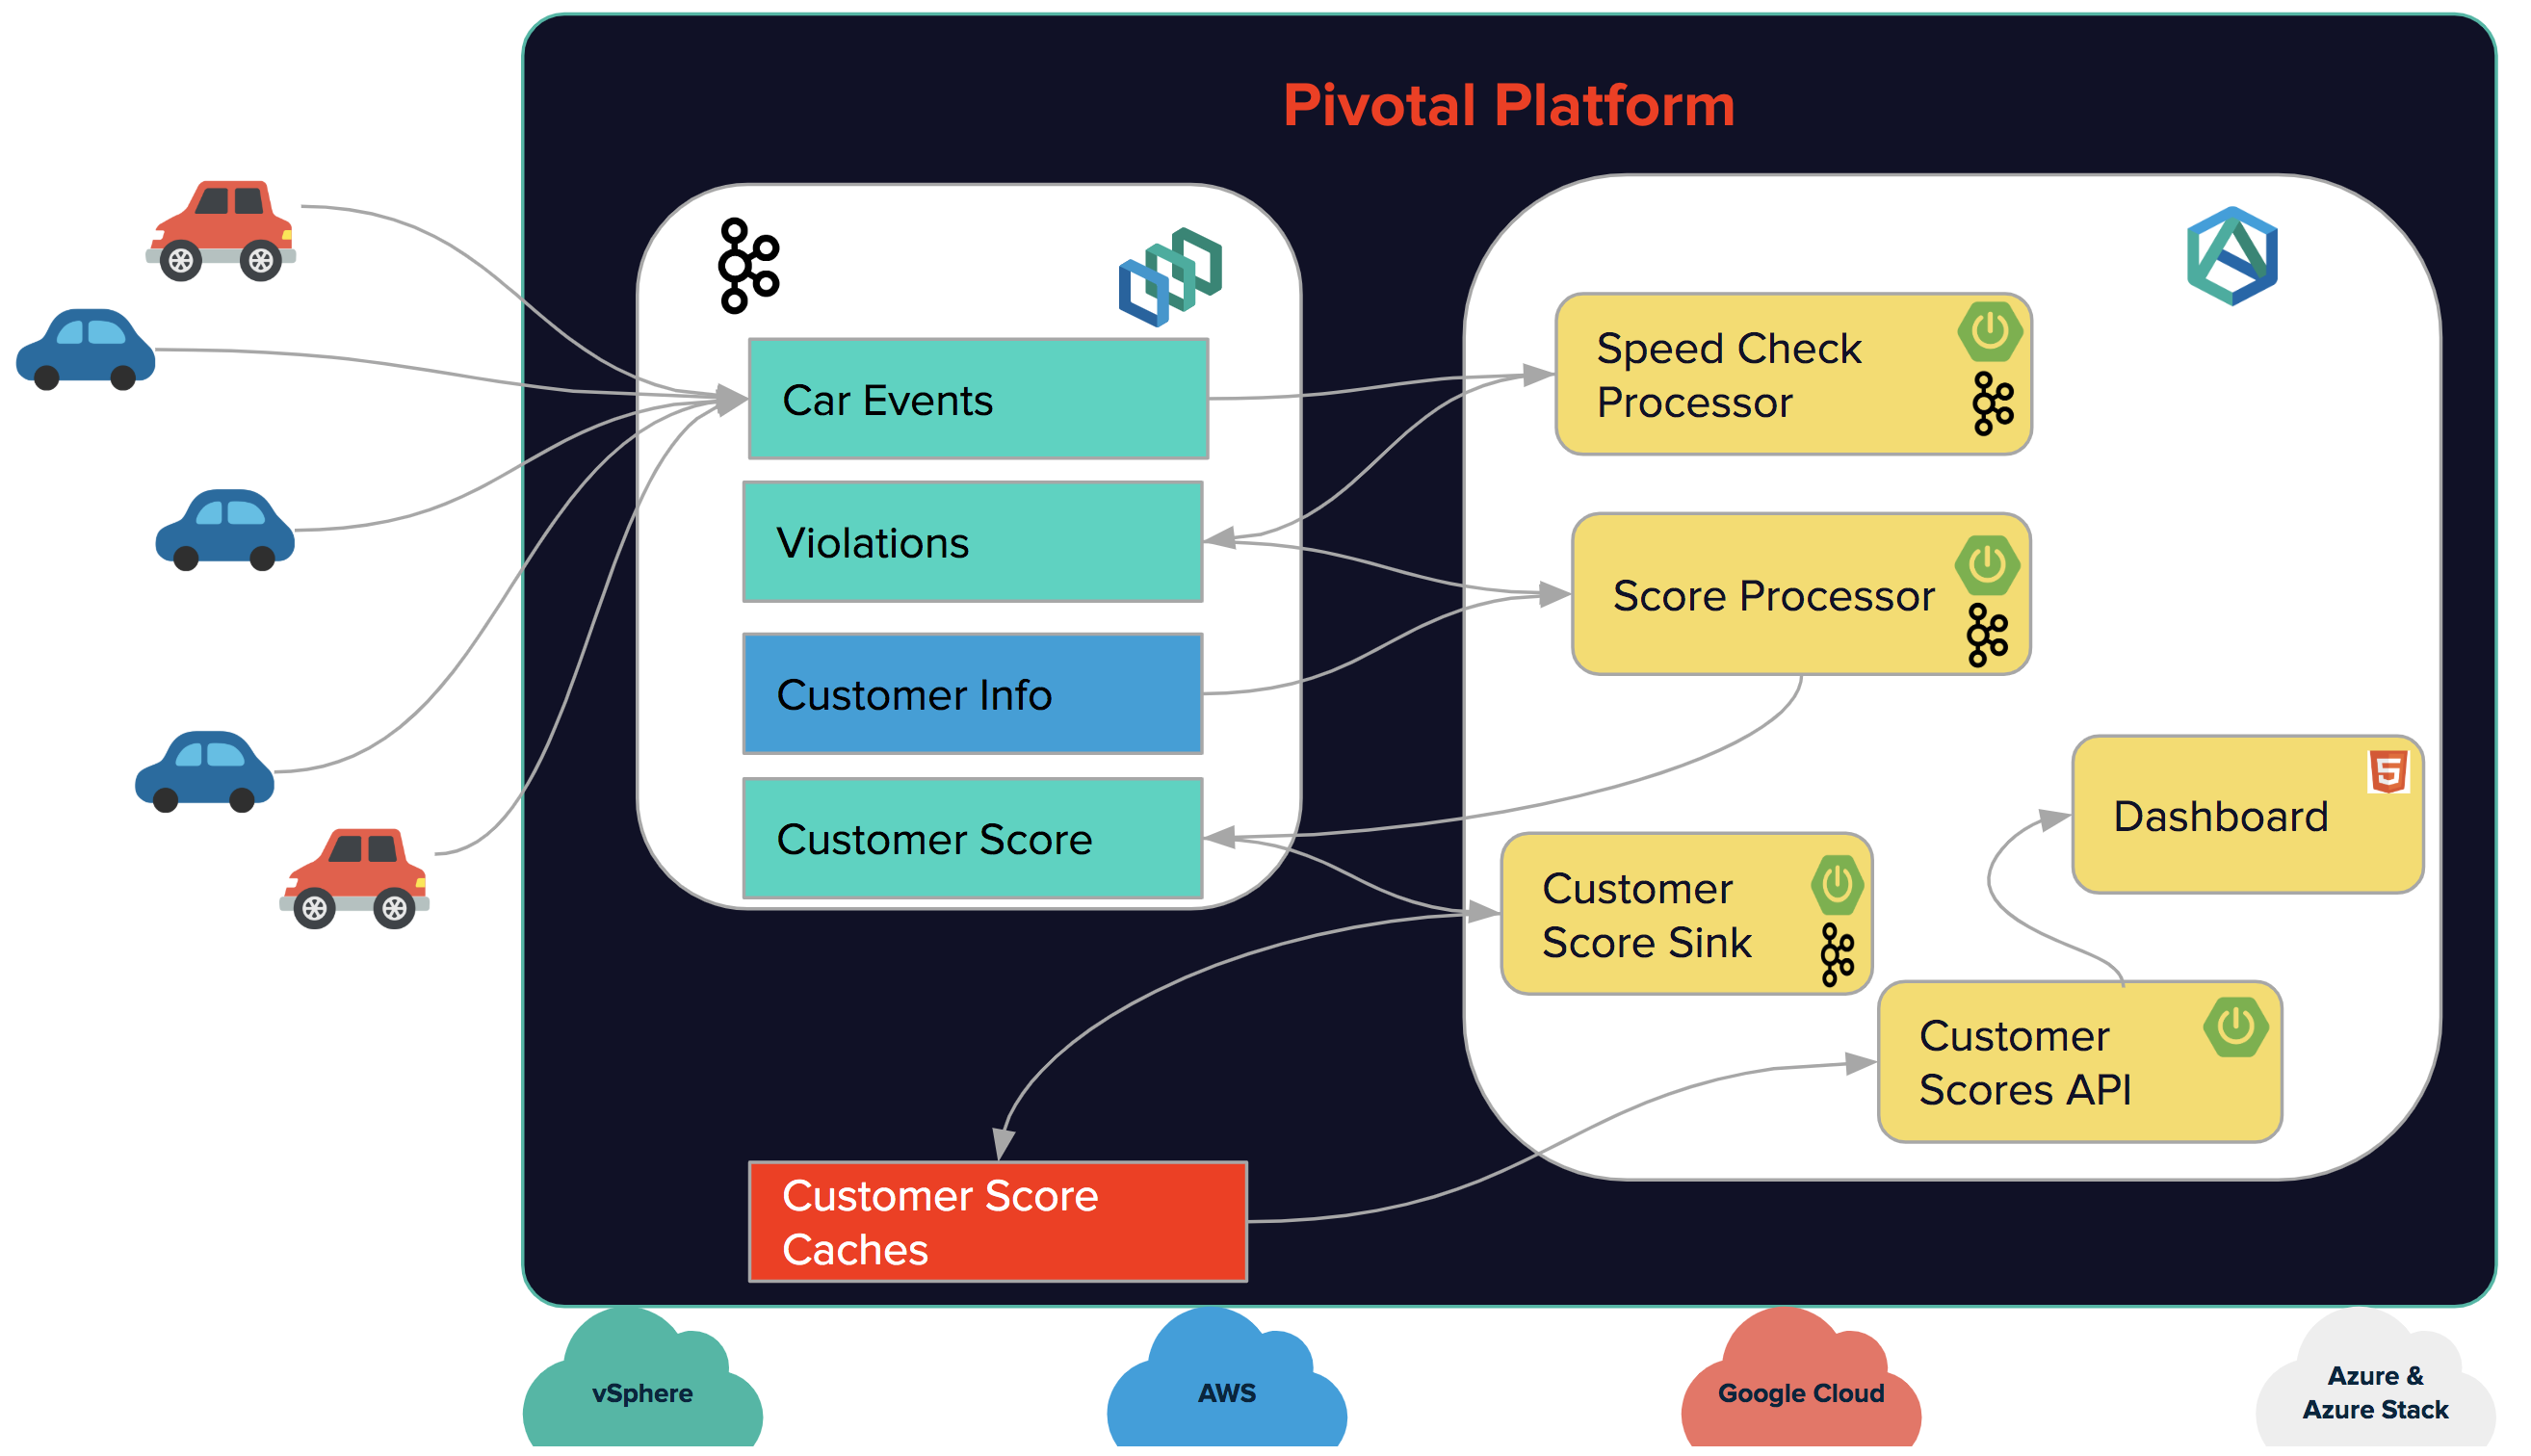 Pivotal Platform
Car Events
Violations
Customer Info
Customer Score
Speed Check
Processor
Score Processor
Dashboard
5
Customer
Score Sink
Customer
Scores API
Customer Score
Caches
vSphere
AWS
Google Cloud
Azure &
Azure Stack